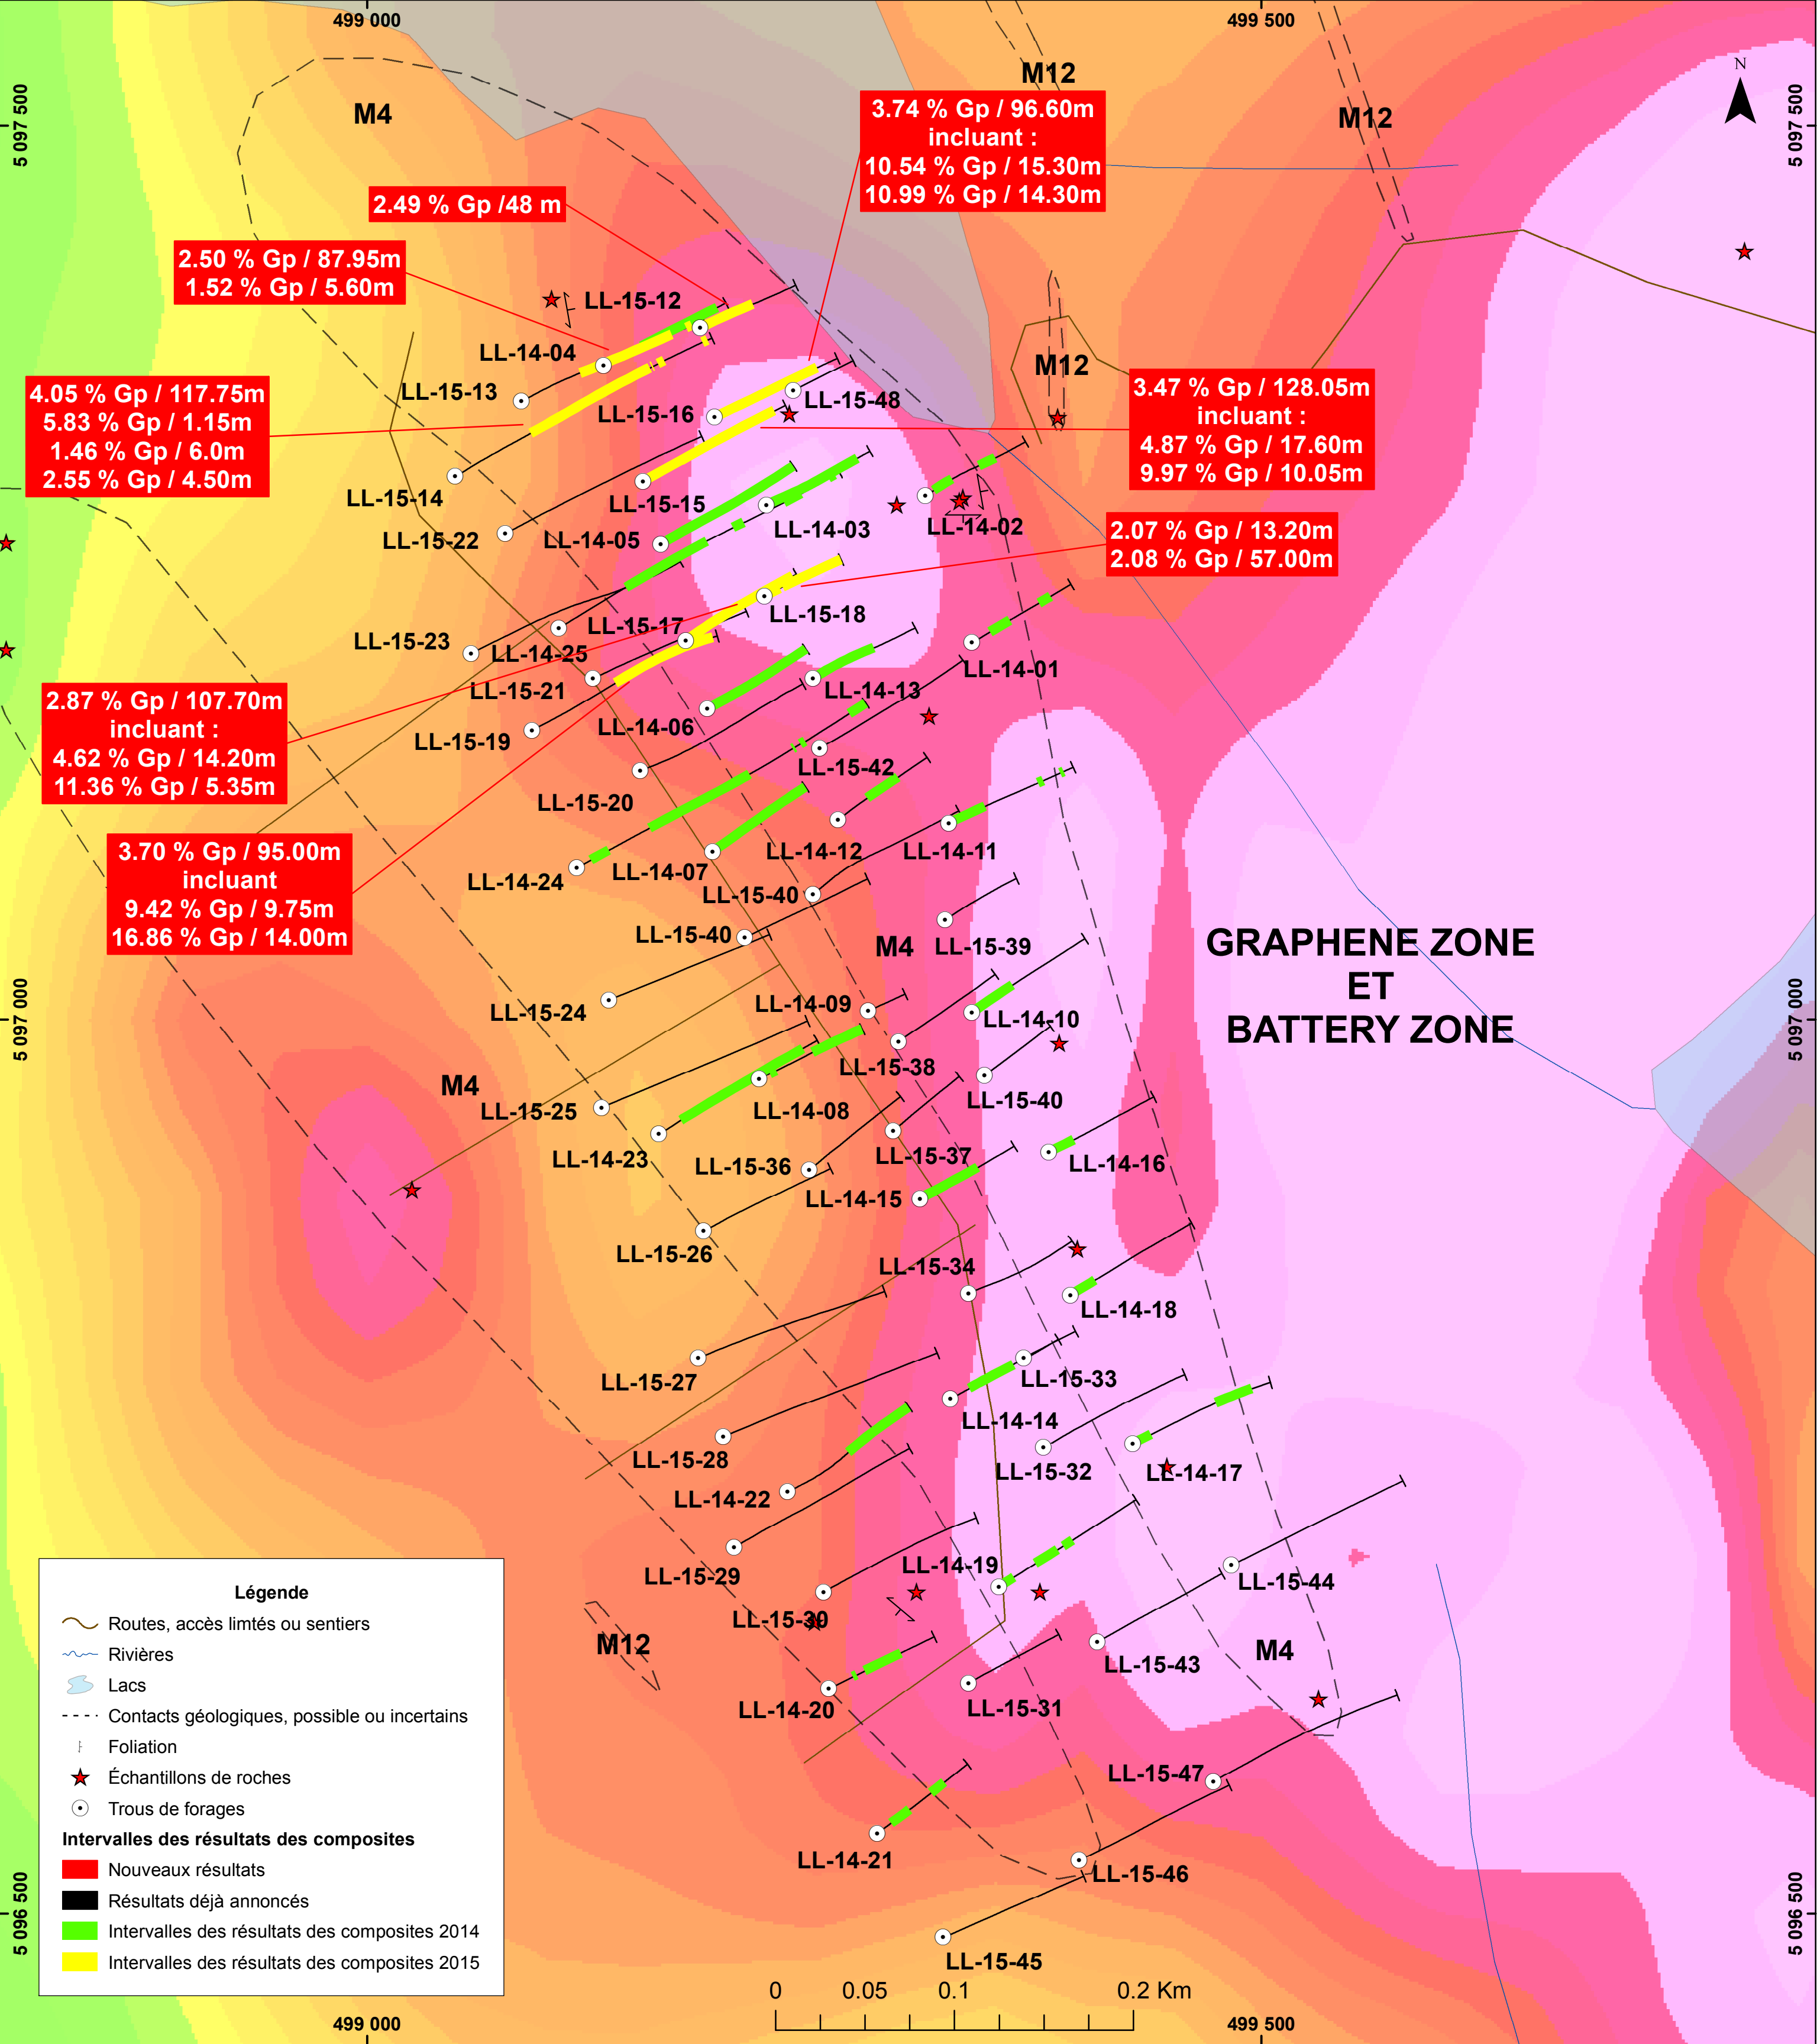 499 000
499 500
N
5 097 500
5 097 500
M12
M12
M4
3.74 % Gp / 96.60m
incluant :
10.54 % Gp / 15.30m
10.99 % Gp / 14.30m
2.49 % Gp /48 m
2.50 % Gp / 87.95m
1.52 % Gp / 5.60m
LL-15-12
LL-14-04
M12
LL-15-13
LL-15-48
LL-15-16
4.05 % Gp / 117.75m
5.83 % Gp / 1.15m
1.46 % Gp / 6.0m
2.55 % Gp / 4.50m
3.47 % Gp / 128.05m
incluant :
4.87 % Gp / 17.60m
9.97 % Gp / 10.05m
LL-15-14
LL-15-15
LL-14-03
LL-14-02
LL-15-22
LL-14-05
2.07 % Gp / 13.20m
2.08 % Gp / 57.00m
LL-15-18
LL-15-17
LL-15-23
LL-14-25
LL-14-01
LL-15-21
LL-14-13
2.87 % Gp / 107.70m
incluant :
4.62 % Gp / 14.20m
11.36 % Gp / 5.35m
LL-14-06
LL-15-19
LL-15-42
LL-15-20
3.70 % Gp / 95.00m
incluant
9.42 % Gp / 9.75m
16.86 % Gp / 14.00m
LL-14-12
LL-14-11
LL-14-07
LL-14-24
LL-15-40
LL-15-40
M4
LL-15-39
GRAPHENE ZONE
ET
BATTERY ZONE
LL-14-09
LL-15-24
LL-14-10
5 097 000
5 097 000
LL-15-38
M4
LL-15-25
LL-14-08
LL-15-40
LL-14-23
LL-15-36
LL-15-37
LL-14-16
LL-14-15
LL-15-26
LL-15-34
LL-14-18
LL-15-27
LL-15-33
LL-14-14
LL-15-28
LL-15-32
LL-14-17
LL-14-22
LL-15-29
LL-14-19
LL-15-44
LL-15-30
M12
M4
LL-15-43
LL-14-20
LL-15-31
LL-15-47
LL-14-21
LL-15-46
LL-15-45
Légende
Routes, accès limtés ou sentiers
Rivières
Lacs
Contacts géologiques, possible ou incertains
Foliation
Échantillons de roches
Trous de forages
Intervalles des résultats des composites
Nouveaux résultats
Résultats déjà annoncés
Intervalles des résultats des composites 2014
Intervalles des résultats des composites 2015
5 096 500
5 096 500
0 0.05 0.1 0.2 Km
499 000
499 500